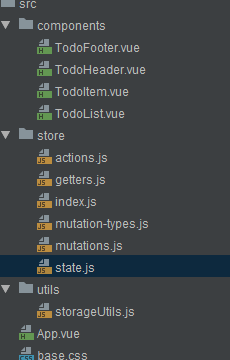 src
components
TodoFooter.vue
TodoHeader.vue
TodoItem.vue
TodoList.vue
store
actions.js
getters.js
index.js
mutation-types.js
mutations.js
state.js
utils
storageUtils.js
App.vue
base.css